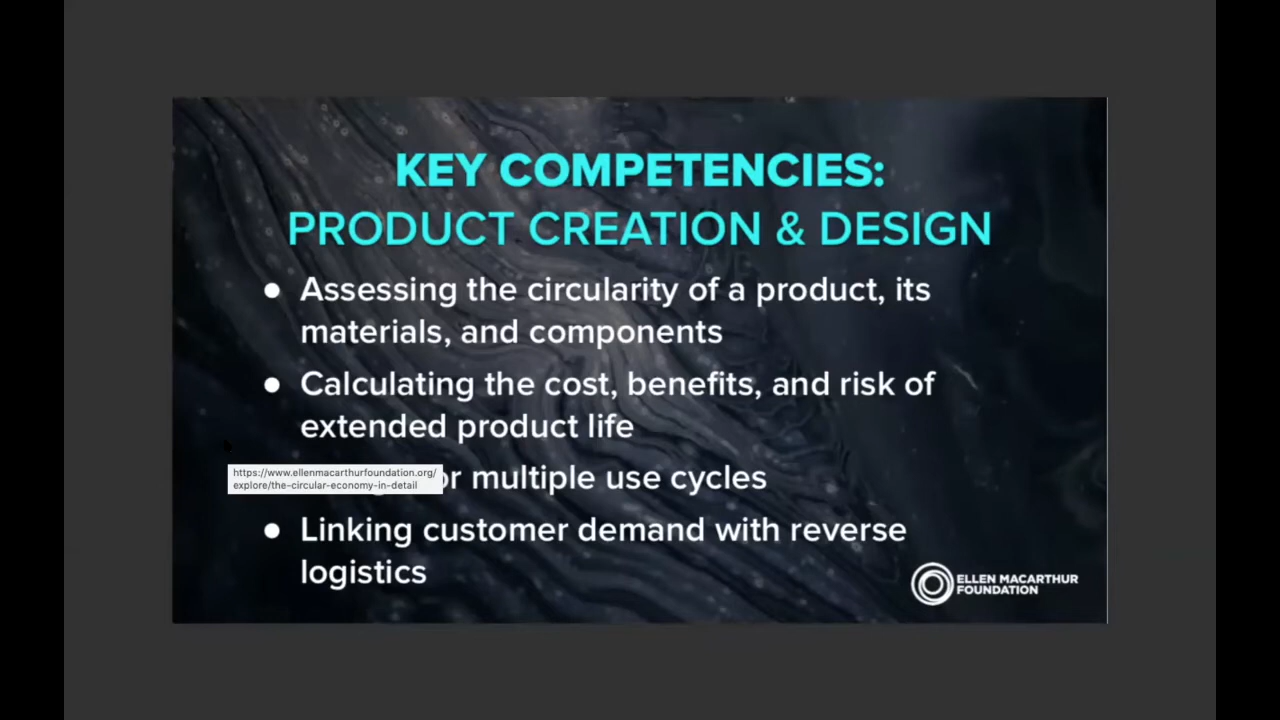 KEY COMPETENCIES:
PRODUCT CREATION & DESIGN
● Assessing the circularity of a product, its
materials, and components
● Calculating the cost, benefits, and risk of
extended product life
https://www.ellenmacarthurfoundation.org/
explore/the-circular-economy-in-detail
multiple use cycles
● Linking customer demand with reverse
logistics
ELLEN MACARTHUR
FOUNDATION